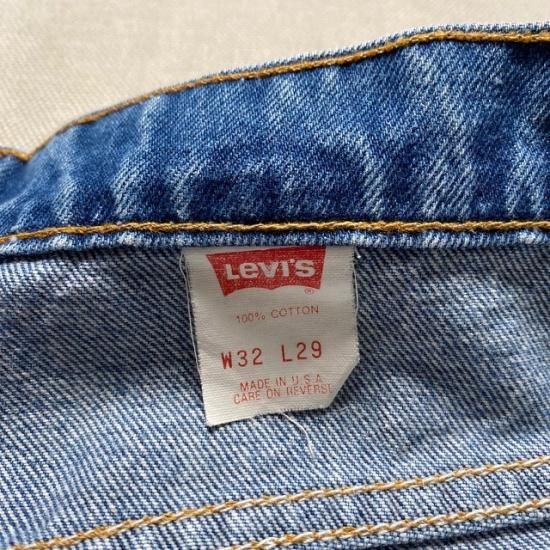 Levi's
®
100% COTTON
W32 L29
MADE IN U.S.A
CARE ON REVERSE